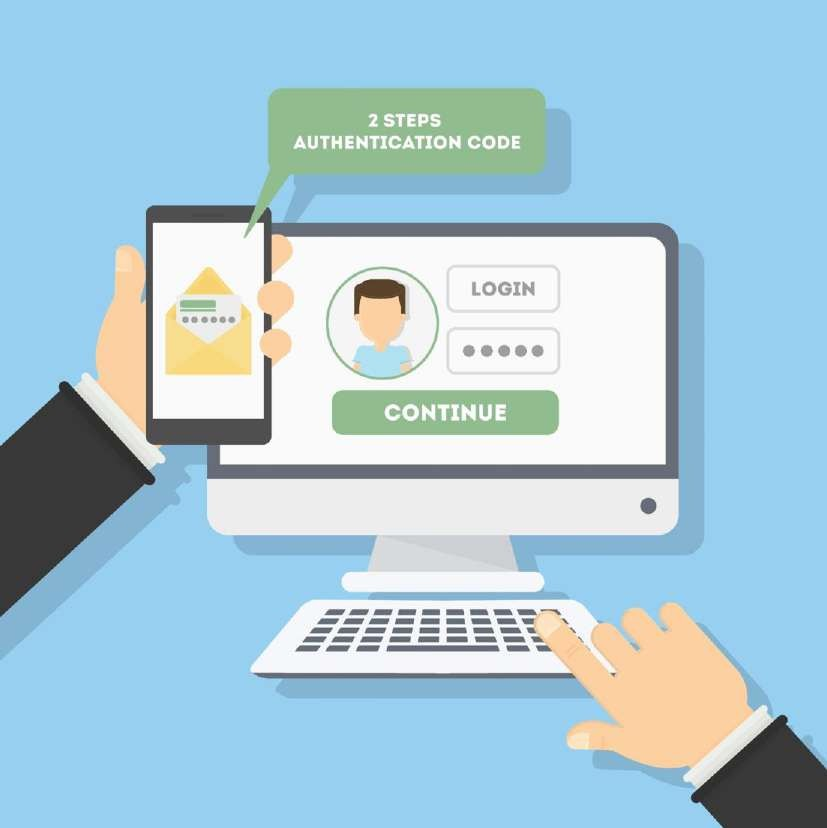 2 STEPS
AUTHENTICATION CODE
LOGIN
CONTINUE